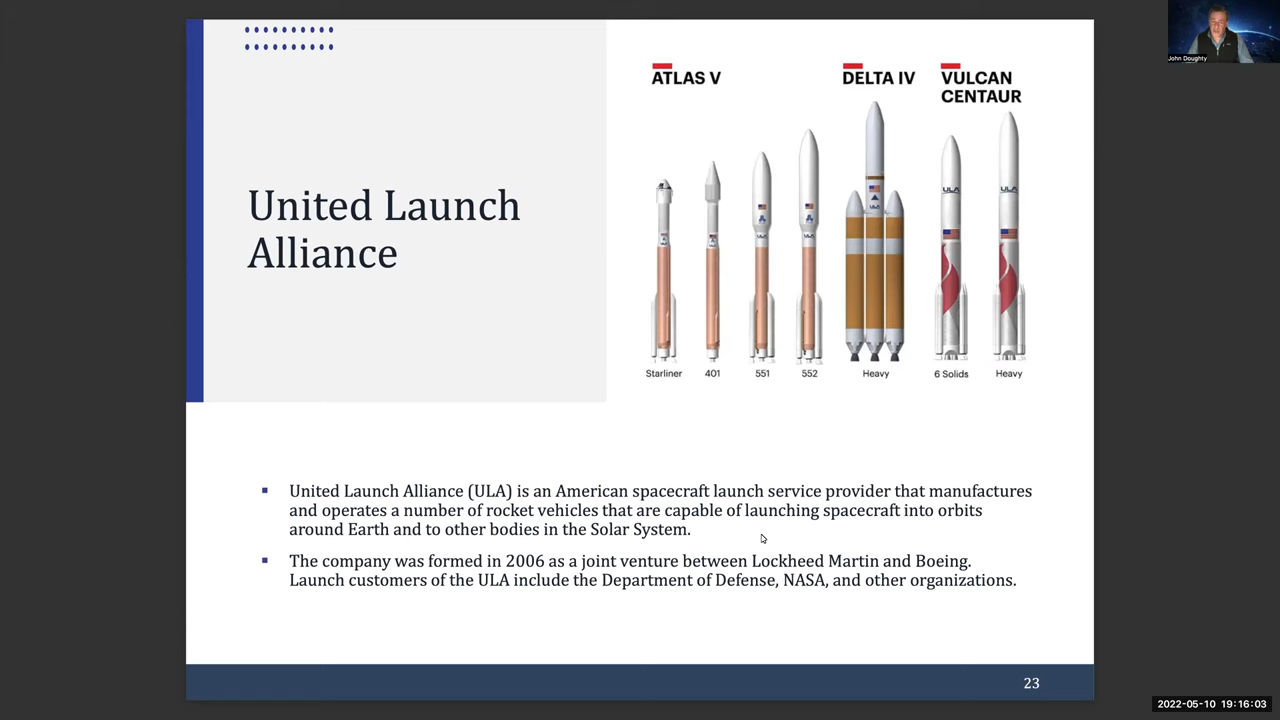 John Doughty
United Launch
Alliance
ATLAS V
DELTA IV
VULCAN
CENTAUR
ULA
ULA
Starliner
401
551
552
Heavy
6 Solids
Heavy
▪ United Launch Alliance (ULA) is an American spacecraft launch service provider that manufactures
and operates a number of rocket vehicles that are capable of launching spacecraft into orbits
around Earth and to other bodies in the Solar System.
▪ The company was formed in 2006 as a joint venture between Lockheed Martin and Boeing.
Launch customers of the ULA include the Department of Defense, NASA, and other organizations.
23
2022-05-10 19:16:03